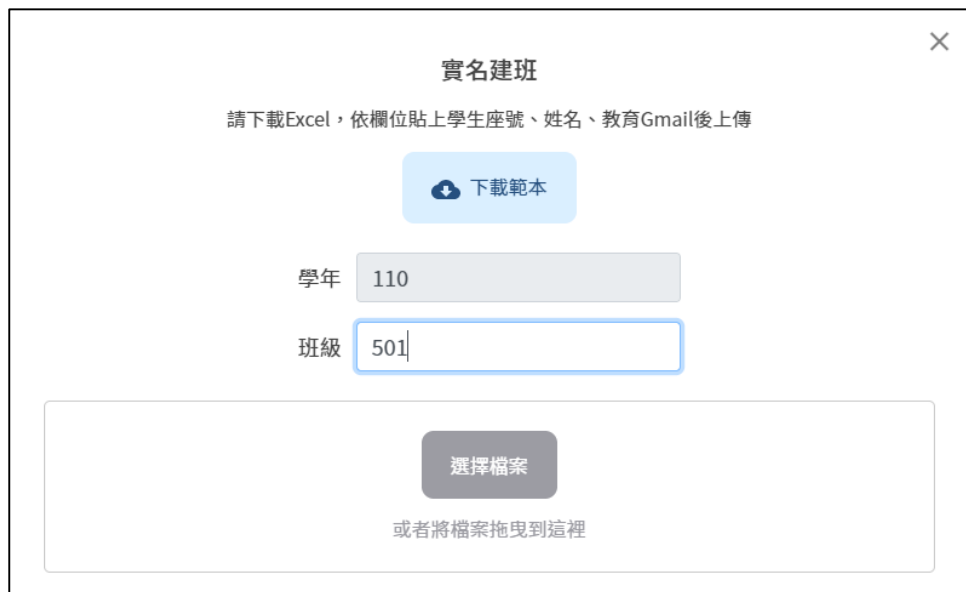 實名建班
請下載Excel，依欄位貼上學生座號、姓名、教育Gmail後上傳
下載範本
學年 110
班級 501
選擇檔案
或者將檔案拖曳到這裡